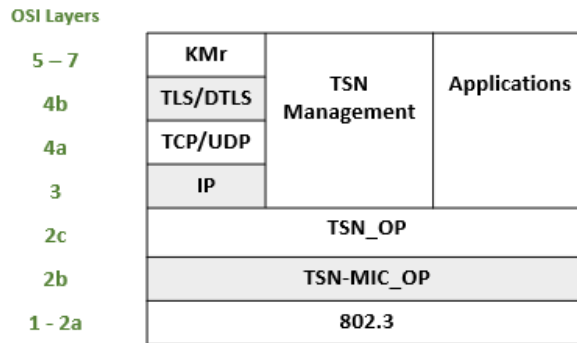 OSI Layers
5 – 7
KMr
TSN
Management
Applications
4b
TLS/DTLS
4a
TCP/UDP
3
IP
2c
TSN_OP
2b
TSN-MIC_OP
1 - 2a
802.3